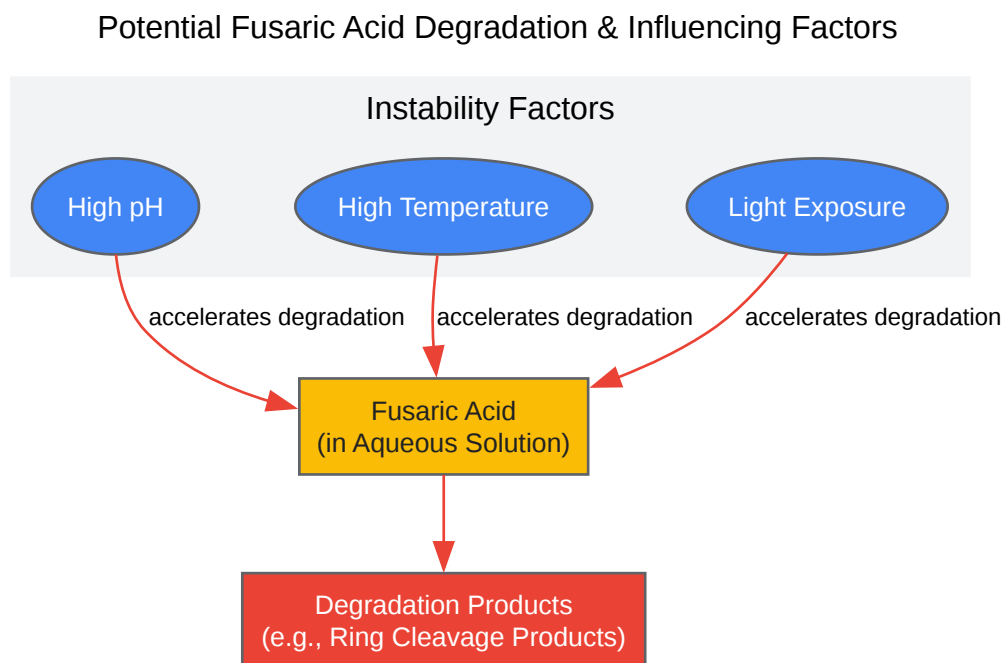 Potential Fusaric Acid Degradation & Influencing Factors
Instability Factors
High pH
High Temperature
Light Exposure
accelerates degradation
accelerates degradation
accelerates degradation
Fusaric Acid
(in Aqueous Solution)
Degradation Products
(e.g., Ring Cleavage Products)